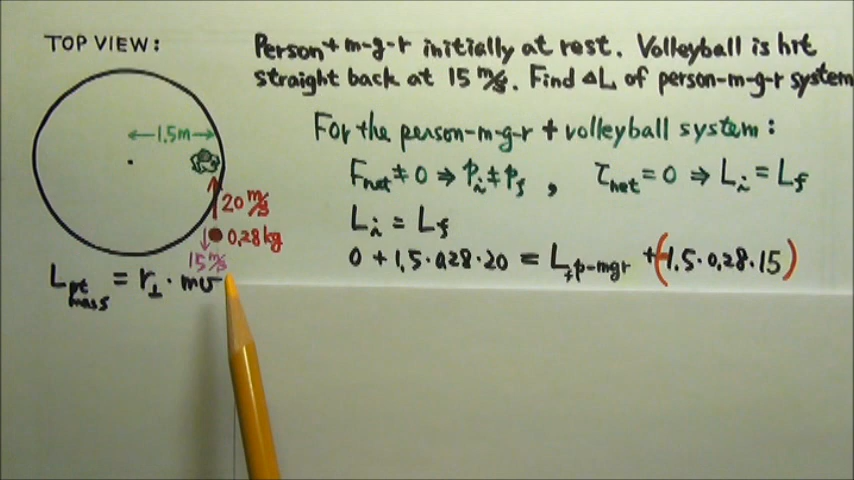 TOP VIEW:
Person + m-g-r initially at rest. Volleyball is hit
straight back at 15 m/s. Find ΔL of person-m-g-r system
1.5m
For the person-m-g-r + volleyball system:
Fnet ≠ 0 ⇒ Pi ≠ Pf , τnet = 0 ⇒ Li = Lf
20 m/s
0.28kg
15 m/s
Li = Lf
0 + 1.5·0.28·20 = Lf p-mgr + (-1.5·0.28·15)
Lpt mass = r⊥ · mv